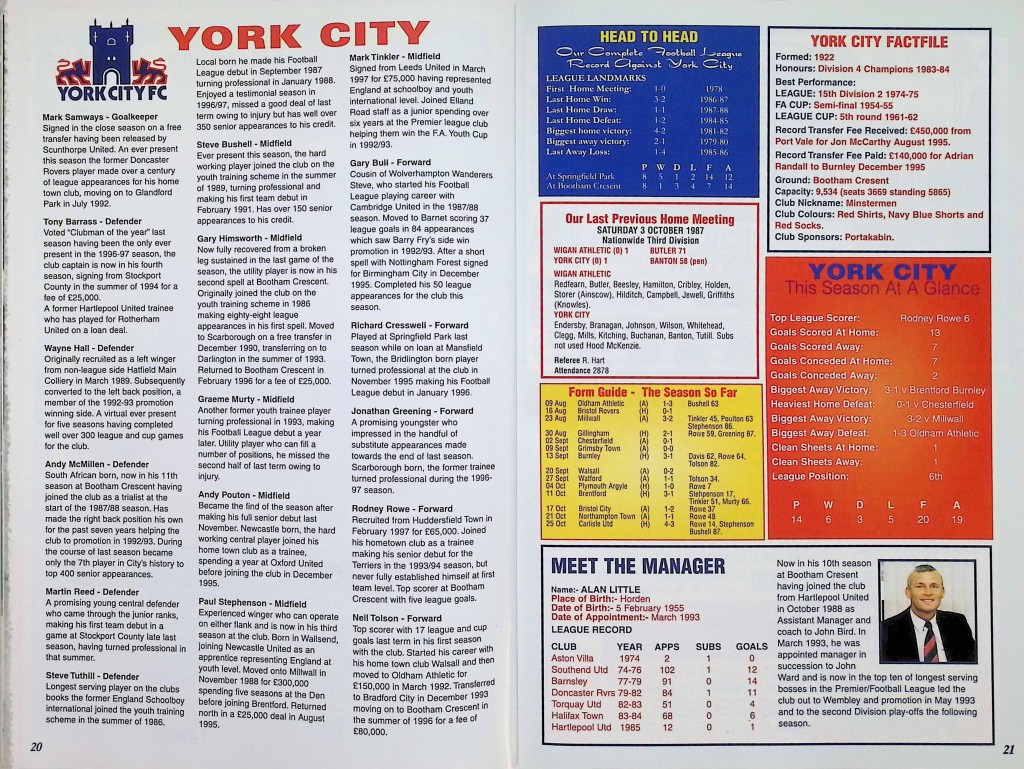 YORK CITY
YORK CITY FC
Mark Samways - Goalkeeper
Signed in the close season on a free
transfer having been released by
Scunthorpe United. An ever present
this season the former Doncaster
Rovers player made over a century
of league appearances for his home
town club, moving on to Glandford
Park in July 1992.
Tony Barrass - Defender
Voted "Clubman of the year" last
season having been the only ever
present in the 1996-97 season, the
club captain is now in his fourth
season, signing from Stockport
County in the summer of 1994 for a
fee of £25,000.
A former Hartlepool United trainee
who has played for Rotherham
United on a loan deal.
Wayne Hall - Defender
Originally recruited as a left winger
from non-league side Hatfield Main
Colliery in March 1989. Subsequently
converted to the left back position, a
member of the 1992-93 promotion
winning side. A virtual ever present
for five seasons having completed
well over 300 league and cup games
for the club.
Andy McMillen - Defender
South African born, now in his 11th
season at Bootham Crescent having
joined the club as a trialist at the
start of the 1987/88 season. Has
made the right back position his own
for the past seven years helping the
club to promotion in 1992/93. During
the course of last season became
only the 7th player in City's history to
top 400 senior appearances.
Martin Reed - Defender
A promising young central defender
who came through the junior ranks,
making his first team debut in a
game at Stockport County late last
season, having turned professional in
that summer.
Steve Tuthill - Defender
Longest serving player on the clubs
books the former England Schoolboy
international joined the youth training
scheme in the summer of 1986.
Local born he made his Football
League debut in September 1987
turning professional in January 1988.
Enjoyed a testimonial season in
1996/97, missed a good deal of last
term owing to injury but has well over
350 senior appearances to his credit.
Steve Bushell - Midfield
Ever present this season, the hard
working player joined the club on the
youth training scheme in the summer
of 1989, turning professional and
making his first team debut in
February 1991. Has over 150 senior
appearances to his credit.
Gary Himsworth - Midfield
Now fully recovered from a broken
leg sustained in the last game of the
season, the utility player is now in his
second spell at Bootham Crescent.
Originally joined the club on the
youth training scheme in 1986
making eighty-eight league
appearances in his first spell. Moved
to Scarborough on a free transfer in
December 1990, transferring on to
Darlington in the summer of 1993.
Returned to Bootham Crescent in
February 1996 for a fee of £25,000.
Graeme Murty - Midfield
Another former youth trainee player
turning professional in 1993, making
his Football League debut a year
later. Utility player who can fill a
number of positions, he missed the
second half of last term owing to
injury.
Andy Pouton - Midfield
Became the find of the season after
making his full senior debut last
November. Newcastle born, the hard
working central player joined his
home town club as a trainee,
spending a year at Oxford United
before joining the club in December
1995.
Paul Stephenson - Midfield
Experienced winger who can operate
on either flank and is now in his third
season at the club. Born in Wallsend,
joining Newcastle United as an
apprentice representing England at
youth level. Moved onto Millwall in
November 1988 for £300,000
spending five seasons at the Den
before joining Brentford. Returned
north in a £25,000 deal in August
1995.
Mark Tinkler - Midfield
Signed from Leeds United in March
1997 for £75,000 having represented
England at schoolboy and youth
international level. Joined Elland
Road staff as a junior spending over
six years at the Premier league club
helping them win the F.A. Youth Cup
in 1992/93.
Gary Bull - Forward
Cousin of Wolverhampton Wanderers
Steve, who started his Football
League playing career with
Cambridge United in the 1987/88
season. Moved to Barnet scoring 37
league goals in 84 appearances
which saw Barry Fry's side win
promotion in 1992/93. After a short
spell with Nottingham Forest signed
for Birmingham City in December
1995. Completed his 50 league
appearances for the club this
season.
Richard Cresswell - Forward
Played at Springfield Park last
season while on loan at Mansfield
Town, the Bridlington born player
turned professional at the club in
November 1995 making his Football
League debut in January 1996.
Jonathan Greening - Forward
A promising youngster who
impressed in the handful of
substitute appearances made
towards the end of last season.
Scarborough born, the former trainee
turned professional during the 1996-
97 season.
Rodney Rowe - Forward
Recruited from Huddersfield Town in
February 1997 for £65,000. Joined
his hometown club as a trainee
making his senior debut for the
Terriers in the 1993/94 season, but
never fully established himself at first
team level. Top scorer at Bootham
Crescent with five league goals.
Neil Tolson - Forward
Top scorer with 17 league and cup
goals last term in his first season
with the club. Started his career with
his home town club Walsall and then
moved to Oldham Athletic for
£150,000 in March 1992. Transferred
to Bradford City in December 1993
moving on to Bootham Crescent in
the summer of 1996 for a fee of
£80,000.
20
HEAD TO HEAD
Our Complete Football League
Record Against York City
LEAGUE LANDMARKS
First Home Meeting: 1-0 1978
Last Home Win: 3-2 1986-87
Last Home Draw: 1-1 1987-88
Last Home Defeat: 1-2 1984-85
Biggest home victory: 4-2 1981-82
Biggest away victory: 2-1 1979-80
Last Away Loss: 1-4 1985-86
P W D L F A
At Springfield Park 8 5 1 2 14 12
At Bootham Cresent 8 1 3 4 7 14
Our Last Previous Home Meeting
SATURDAY 3 OCTOBER 1987
Nationwide Third Division
WIGAN ATHLETIC (0) 1 BUTLER 71
YORK CITY (0) 1 BANTON 58 (pen)
WIGAN ATHLETIC
Redfearn, Butler, Beesley, Hamilton, Cribley, Holden,
Storer (Ainscow), Hilditch, Campbell, Jewell, Griffiths
(Knowles).
YORK CITY
Endersby, Branagan, Johnson, Wilson, Whitehead,
Clegg, Mills, Kitching, Buchanan, Banton, Tutill. Subs
not used Hood McKenzie.
Referee R. Hart
Attendance 2878
Form Guide - The Season So Far
09 Aug Oldham Athletic (A) 1-3 Bushell 63
16 Aug Bristol Rovers (H) 0-1
23 Aug Millwall (A) 3-2 Tinkler 45, Poulton 63
Stephenson 86.
30 Aug Gillingham (H) 2-1 Rowe 59, Greening 87.
02 Sept Chesterfield (A) 0-1
09 Sept Grimsby Town (A) 0-0
13 Sept Burnley (H) 3-1 Davis 62, Rowe 64,
Tolson 82.
20 Sept Walsall (A) 0-2
27 Sept Watford (A) 1-1 Tolson 34.
04 Oct Plymouth Argyle (H) 1-0 Rowe 7
11 Oct Brentford (H) 3-1 Stehpenson 17,
Tinkler 51, Murty 66.
17 Oct Bristol City (A) 1-2 Rowe 37
21 Oct Northampton Town (A) 1-1 Rowe 48
25 Oct Carlisle Utd (H) 4-3 Rowe 14, Stephenson
Bushell 87.
YORK CITY FACTFILE
Formed: 1922
Honours: Division 4 Champions 1983-84
Best Performance:
LEAGUE: 15th Division 2 1974-75
FA CUP: Semi-final 1954-55
LEAGUE CUP: 5th round 1961-62
Record Transfer Fee Received: £450,000 from
Port Vale for Jon McCarthy August 1995.
Record Transfer Fee Paid: £140,000 for Adrian
Randall to Burnley December 1995
Ground: Bootham Cresent
Capacity: 9,534 (seats 3669 standing 5865)
Club Nickname: Minstermen
Club Colours: Red Shirts, Navy Blue Shorts and
Red Socks.
Club Sponsors: Portakabin.
YORK CITY
This Season At A Glance
Top League Scorer: Rodney Rowe 6
Goals Scored At Home: 13
Goals Scored Away: 7
Goals Conceded At Home: 7
Goals Conceded Away: 2
Biggest Away Victory: 3-1 v Brentford Burnley
Heaviest Home Defeat: 0-1 v Chesterfield
Biggest Away Victory: 3-2 v Millwall
Biggest Away Defeat: 1-3 Oldham Athletic
Clean Sheets At Home: 1
Clean Sheets Away: 1
League Position: 6th
P W D L F A
14 6 3 5 20 19
MEET THE MANAGER
Name:- ALAN LITTLE
Place of Birth:- Horden
Date of Birth:- 5 February 1955
Date of Appointment:- March 1993
LEAGUE RECORD
CLUB YEAR APPS SUBS GOALS
Aston Villa 1974 2 1 0
Southend Utd 74-76 102 1 12
Barnsley 77-79 91 0 14
Doncaster Rvrs 79-82 84 1 11
Torquay Utd 82-83 51 0 4
Halifax Town 83-84 68 0 6
Hartlepool Utd 1985 12 0 1
Now in his 10th season
at Bootham Cresent
having joined the club
from Hartlepool United
in October 1988 as
Assistant Manager and
coach to John Bird. In
March 1993, he was
appointed manager in
succession to John
Ward and is now in the top ten of longest serving
bosses in the Premier/Football League led the
club out to Wembley and promotion in May 1993
and to the second Division play-offs the following
season.
21